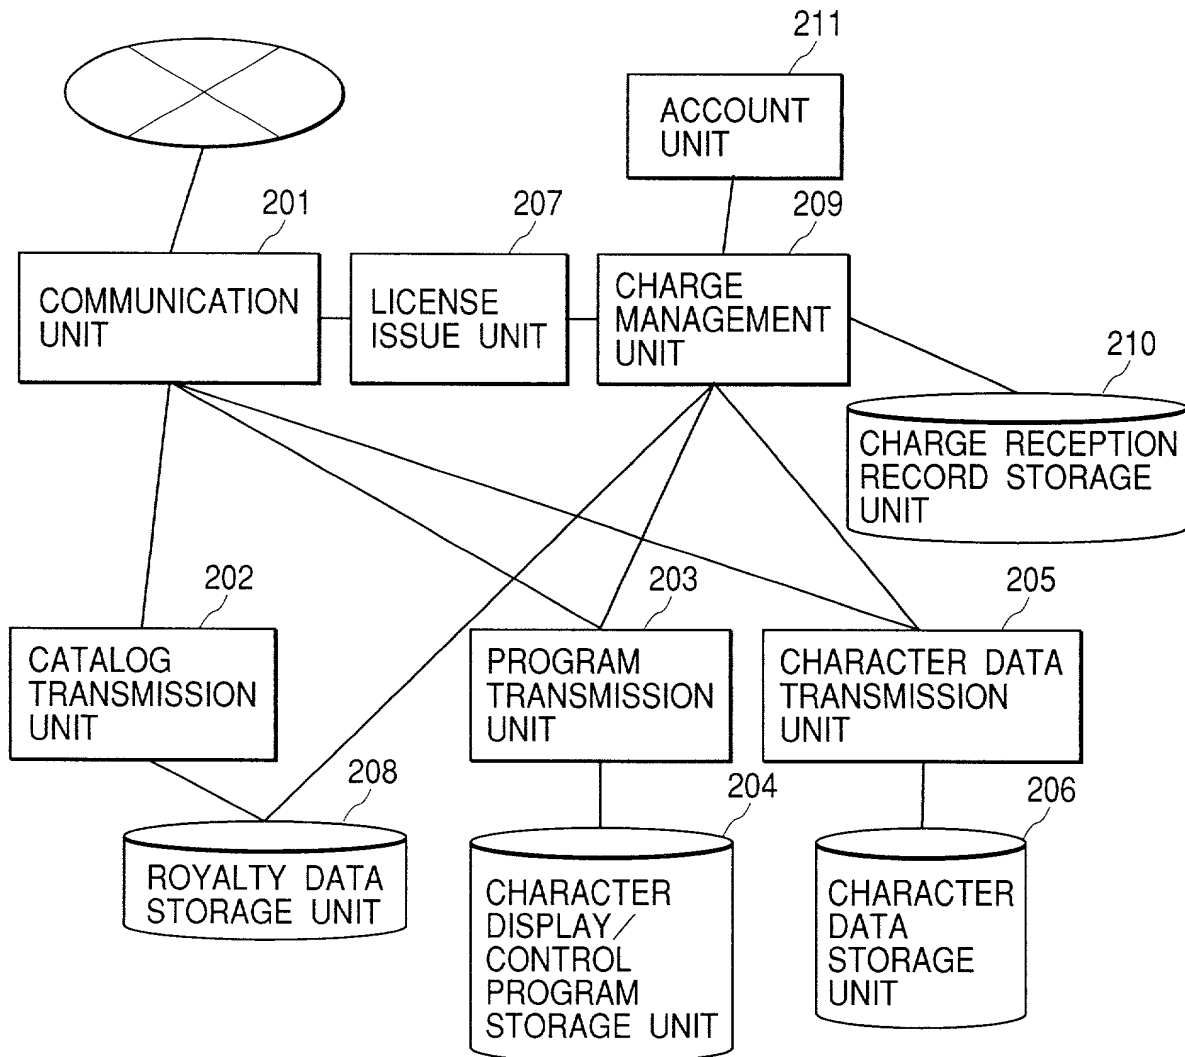 211
ACCOUNT
UNIT
201
COMMUNICATION
UNIT
207
LICENSE
ISSUE UNIT
209
CHARGE
MANAGEMENT
UNIT
210
CHARGE RECEPTION
RECORD STORAGE
UNIT
202
CATALOG
TRANSMISSION
UNIT
203
PROGRAM
TRANSMISSION
UNIT
205
CHARACTER DATA
TRANSMISSION
UNIT
208
ROYALTY DATA
STORAGE UNIT
204
CHARACTER
DISPLAY/
CONTROL
PROGRAM
STORAGE UNIT
206
CHARACTER
DATA
STORAGE
UNIT